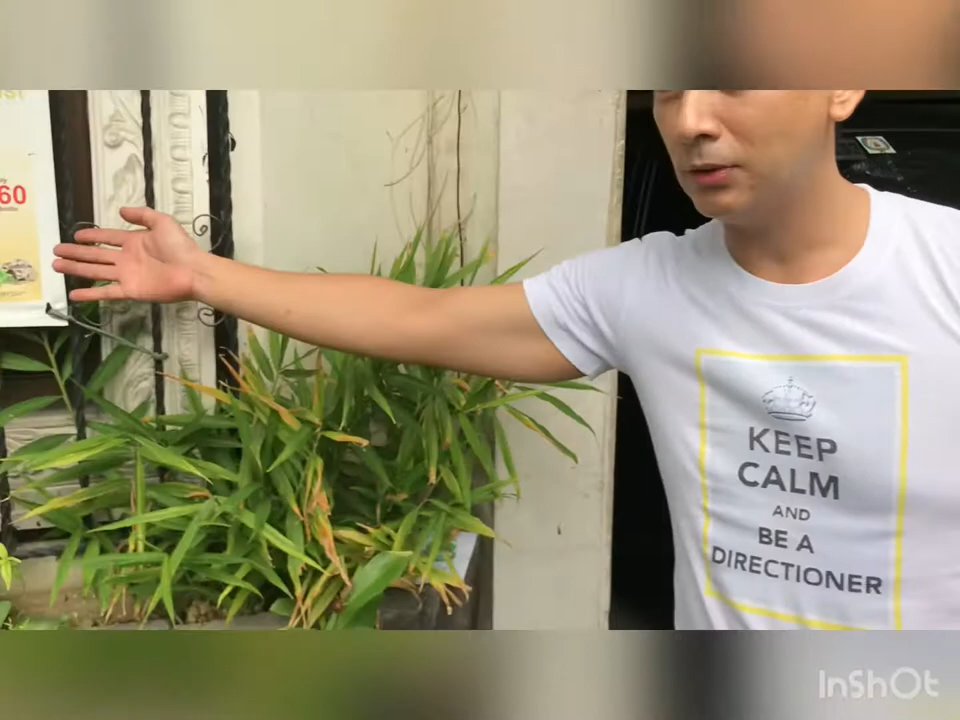 60
KEEP
CALM
AND
BE A
DIRECTIONER
InShOt